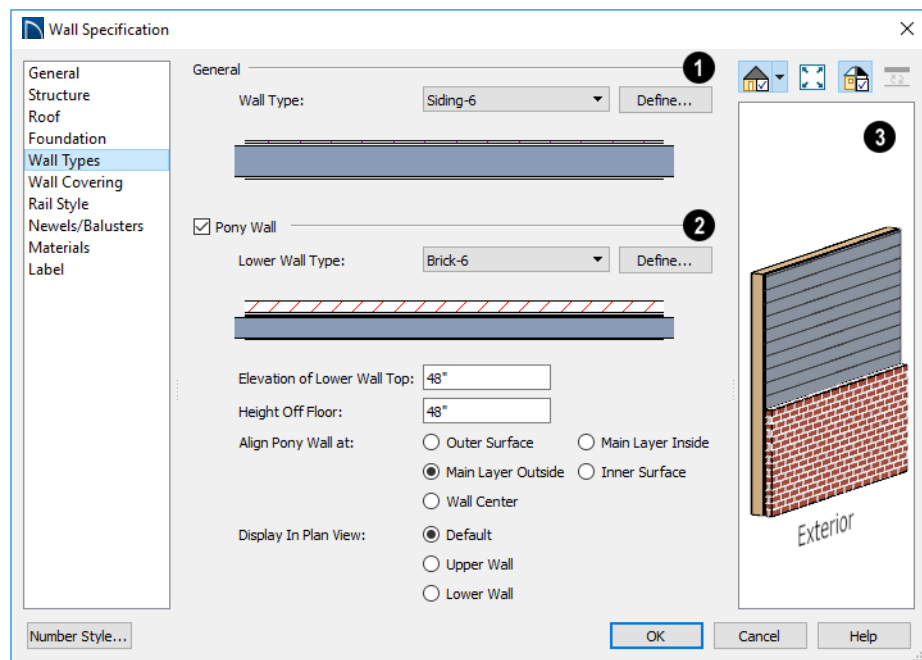 Wall Specification
General
Structure
Roof
Foundation
Wall Types
Wall Covering
Rail Style
Newels/Balusters
Materials
Label
General
1
Wall Type:
Siding-6
Define...
Pony Wall
2
Lower Wall Type:
Brick-6
Define...
Elevation of Lower Wall Top:
48"
Height Off Floor:
48"
Align Pony Wall at:
Outer Surface
Main Layer Inside
Main Layer Outside
Inner Surface
Wall Center
Display In Plan View:
Default
Upper Wall
Lower Wall
3
Exterior
Number Style...
OK
Cancel
Help